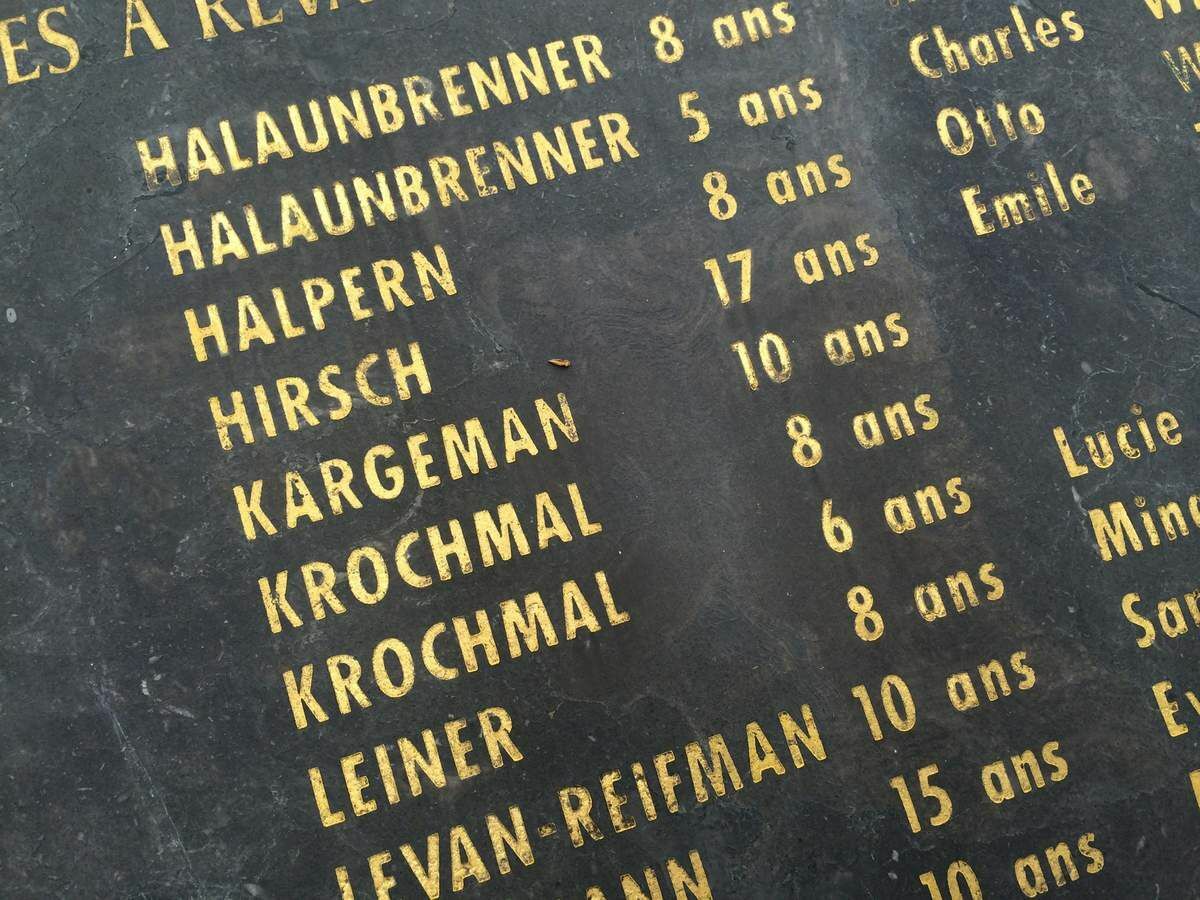 ES A
HALAUNBRENNER 8 ans
HALAUNBRENNER 5 ans Charles
HALPERN 8 ans Otto
HIRSCH 17 ans Emile
KARGEMAN 10 ans
KROCHMAL 8 ans
KROCHMAL 6 ans Lucie
LEINER 8 ans
LEVAN-REIFMAN 10 ans
15 ans
10 ans